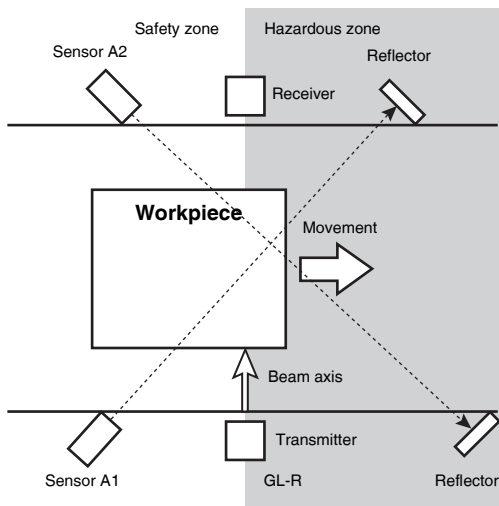 Safety zone
Hazardous zone
Sensor A2
Reflector
Receiver
Workpiece
Movement
Beam axis
Transmitter
Sensor A1
GL-R
Reflector